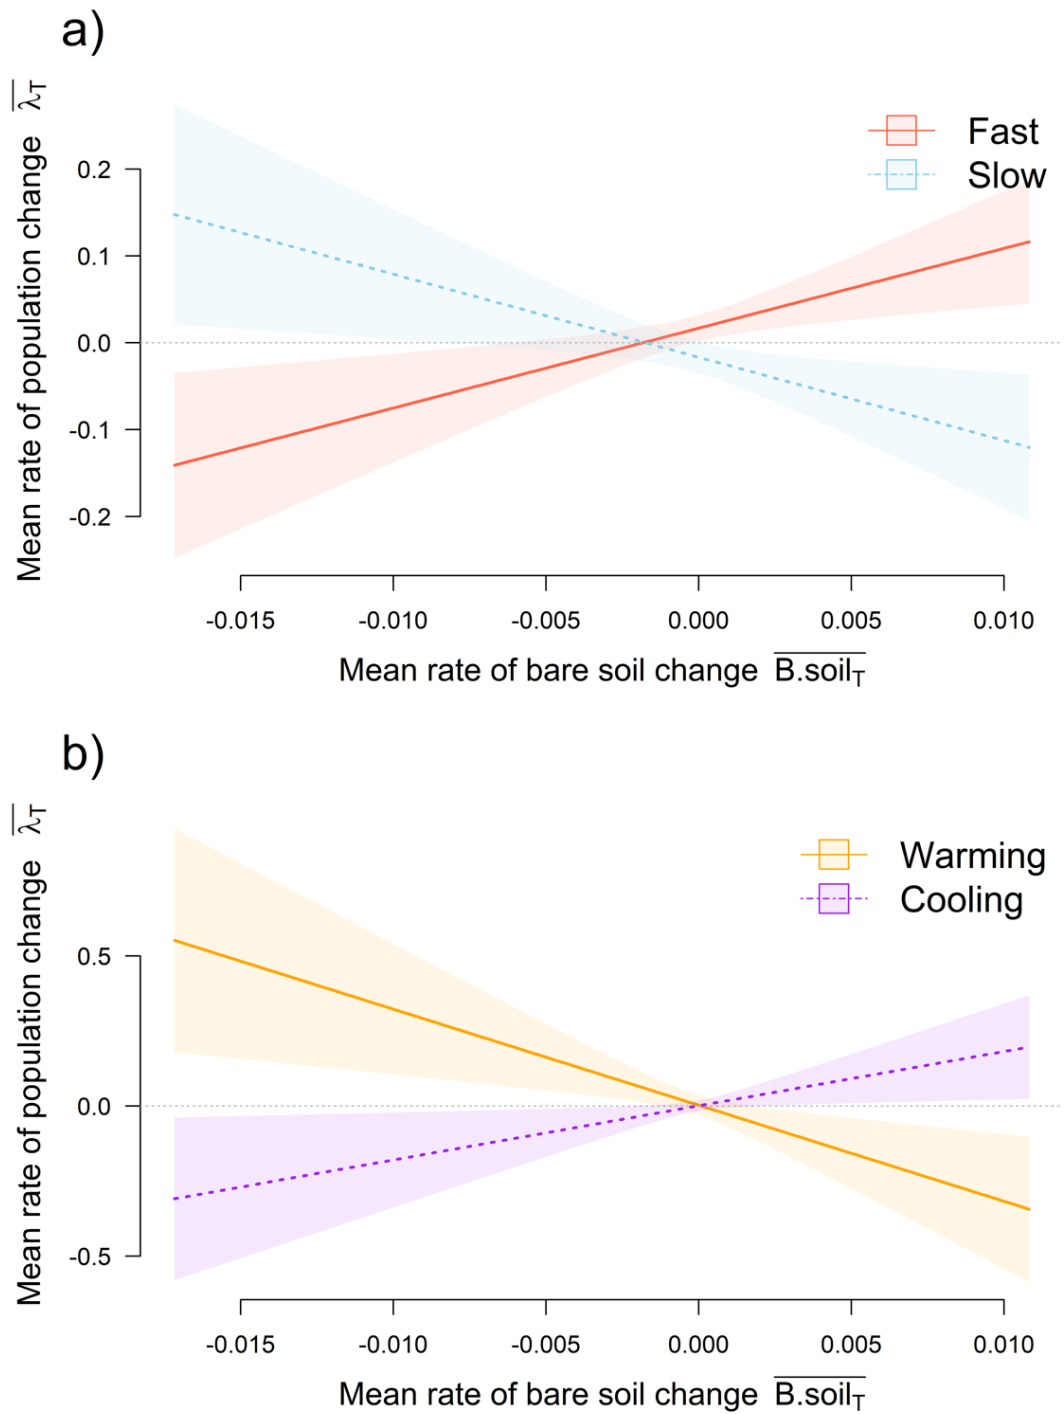 a)
Mean rate of population change λ̅T
0.2
0.1
0.0
-0.1
-0.2
Fast
Slow
-0.015 -0.010 -0.005 0.000 0.005 0.010
Mean rate of bare soil change B.soilT
b)
Mean rate of population change λ̅T
0.5
0.0
-0.5
Warming
Cooling
-0.015 -0.010 -0.005 0.000 0.005 0.010
Mean rate of bare soil change B.soilT